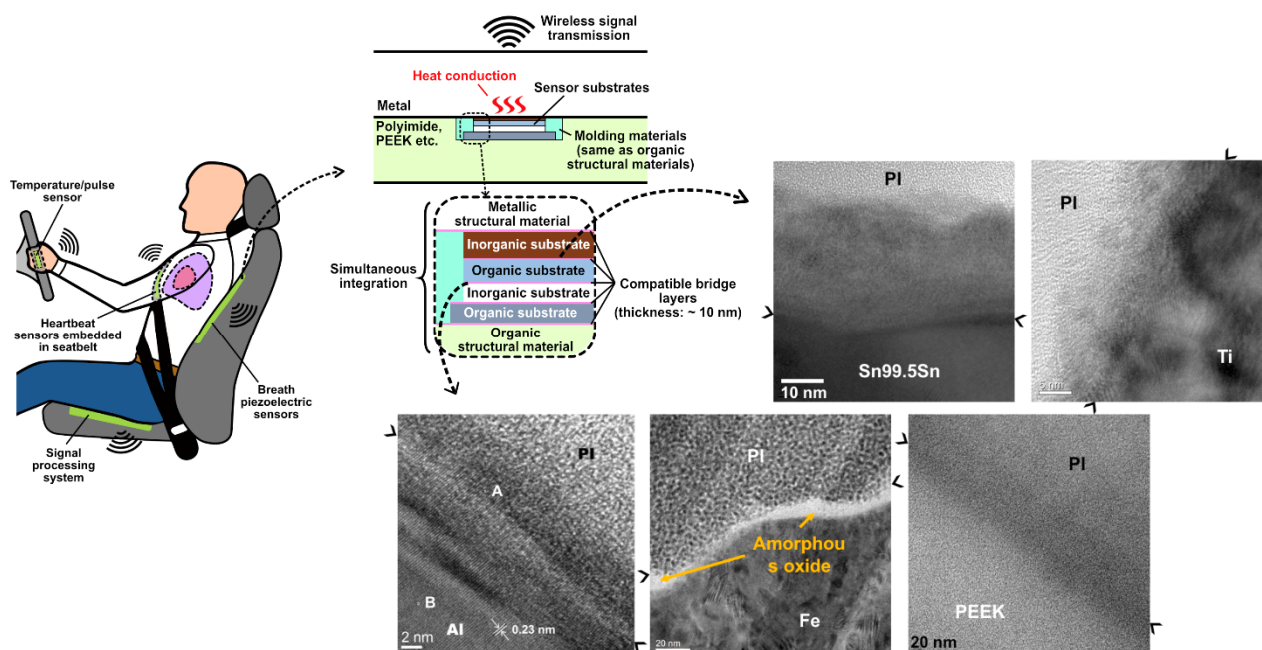 Wireless signal
transmission
Heat conduction
Sensor substrates
Metal
Polyimide,
PEEK etc.
Molding materials
(same as organic
structural materials)
Temperature/pulse
sensor
Heartbeat
sensors embedded
in seatbelt
Breath
piezoelectric
sensors
Signal
processing
system
Simultaneous
integration
Metallic
structural material
Inorganic substrate
Organic substrate
Inorganic substrate
Organic substrate
Organic
structural material
Compatible bridge
layers
(thickness: ~ 10 nm)
PI
Sn99.5Sn
10 nm
PI
Ti
5 nm
PI
A
B
Al
0.23 nm
2 nm
PI
Amorphou
s oxide
Fe
20 nm
PI
PEEK
20 nm